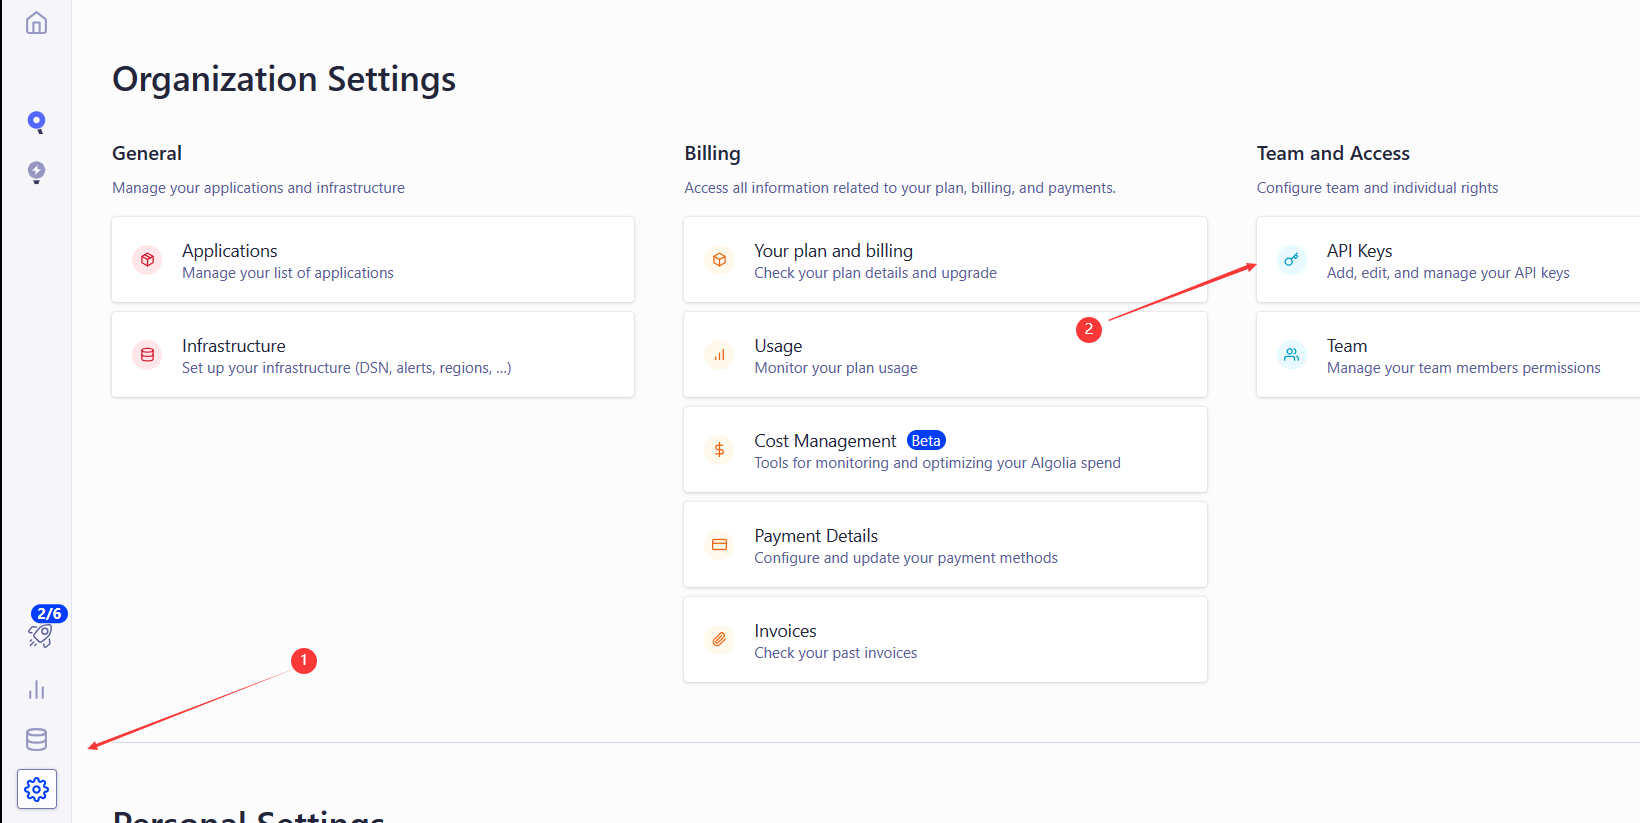 Organization Settings
General
Manage your applications and infrastructure
Applications
Manage your list of applications
Infrastructure
Set up your infrastructure (DSN, alerts, regions, ...)
Billing
Access all information related to your plan, billing, and payments.
Your plan and billing
Check your plan details and upgrade
Usage
Monitor your plan usage
Cost Management Beta
Tools for monitoring and optimizing your Algolia spend
Payment Details
Configure and update your payment methods
Invoices
Check your past invoices
Team and Access
Configure team and individual rights
API Keys
Add, edit, and manage your API keys
Team
Manage your team members permissions
2
2/6
1
Personal Settings